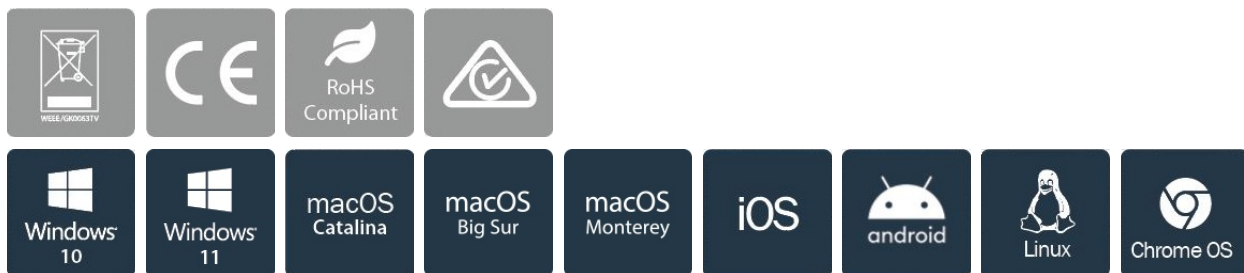 WEEE/GK0063TV
CE
RoHS
Compliant
Windows
10
Windows
11
macOS
Catalina
macOS
Big Sur
macOS
Monterey
iOS
android
Linux
Chrome OS